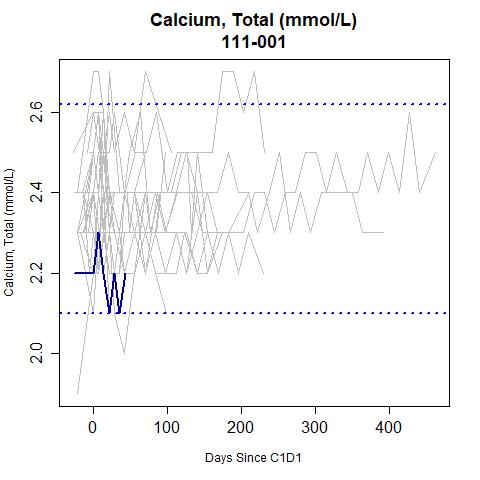 Calcium, Total (mmol/L)
111-001
Calcium, Total (mmol/L)
2.6
2.4
2.2
2.0
0 100 200 300 400
Days Since C1D1